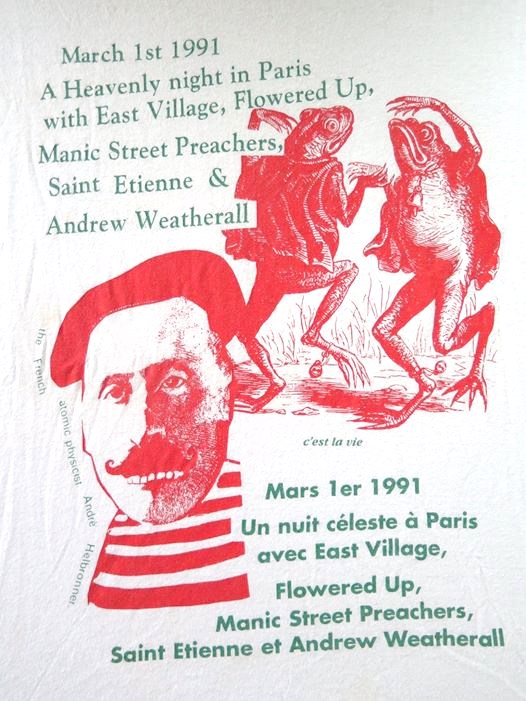 March 1st 1991
A Heavenly night in Paris
with East Village, Flowered Up,
Manic Street Preachers,
Saint Etienne &
Andrew Weatherall
the French atomic physicist André Helbronner.
c'est la vie
Mars 1er 1991
Un nuit céleste à Paris
avec East Village,
Flowered Up,
Manic Street Preachers,
Saint Etienne et Andrew Weatherall